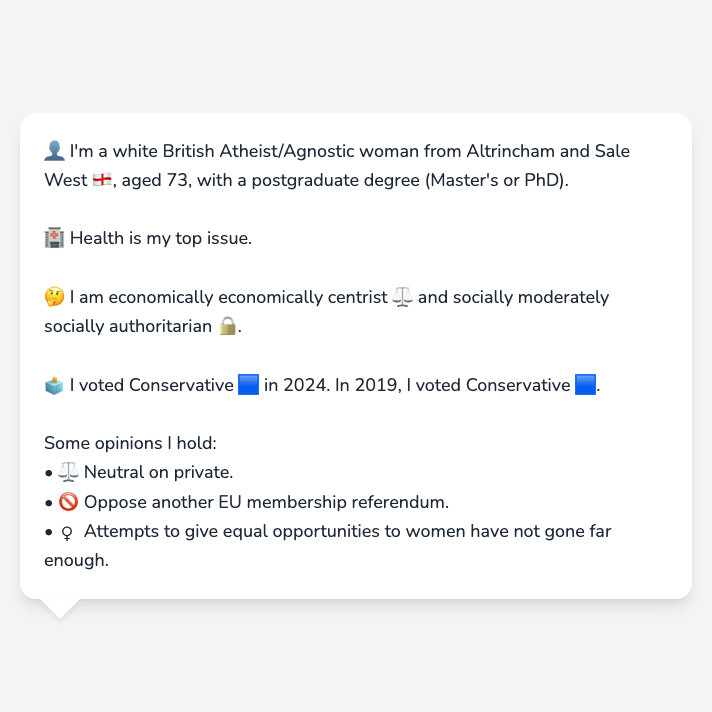 👤 I'm a white British Atheist/Agnostic woman from Altrincham and Sale
West 🏴󠁧󠁢󠁥󠁮󠁧󠁿, aged 73, with a postgraduate degree (Master's or PhD).
🏥 Health is my top issue.
🤔 I am economically economically centrist ⚖️ and socially moderately
socially authoritarian 🔒.
🗳️ I voted Conservative 🟦 in 2024. In 2019, I voted Conservative 🟦.
Some opinions I hold:
• ⚖️ Neutral on private.
• 🚫 Oppose another EU membership referendum.
• ♀ Attempts to give equal opportunities to women have not gone far
enough.